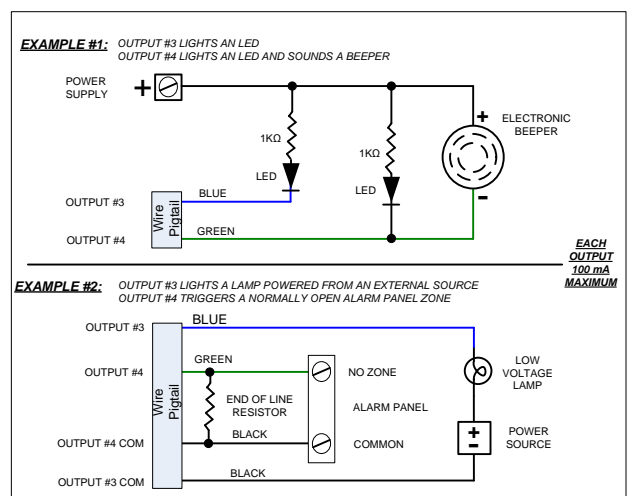 EXAMPLE #1: OUTPUT #3 LIGHTS AN LED
OUTPUT #4 LIGHTS AN LED AND SOUNDS A BEEPER
POWER
SUPPLY
+
+
ELECTRONIC
BEEPER
1KΩ
1KΩ
LED
LED
-
OUTPUT #3
BLUE
Wire
Pigtail
OUTPUT #4
GREEN
EACH
OUTPUT
100 mA
MAXIMUM
EXAMPLE #2: OUTPUT #3 LIGHTS A LAMP POWERED FROM AN EXTERNAL SOURCE
OUTPUT #4 TRIGGERS A NORMALLY OPEN ALARM PANEL ZONE
OUTPUT #3
BLUE
OUTPUT #4
GREEN
NO ZONE
LOW
VOLTAGE
LAMP
Wire
Pigtail
END OF LINE
RESISTOR
ALARM PANEL
OUTPUT #4 COM
BLACK
COMMON
+
-
POWER
SOURCE
OUTPUT #3 COM
BLACK